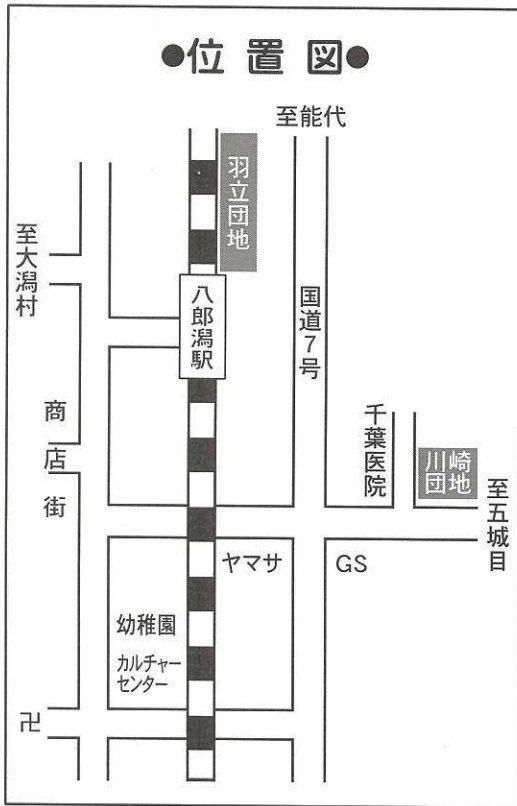 ●位置図●
至能代
羽立団地
至大潟村
八郎潟駅
国道7号
商店街
千葉医院
川崎
団地
至五城目
ヤマサ
GS
幼稚園
カルチャー
センター
卍